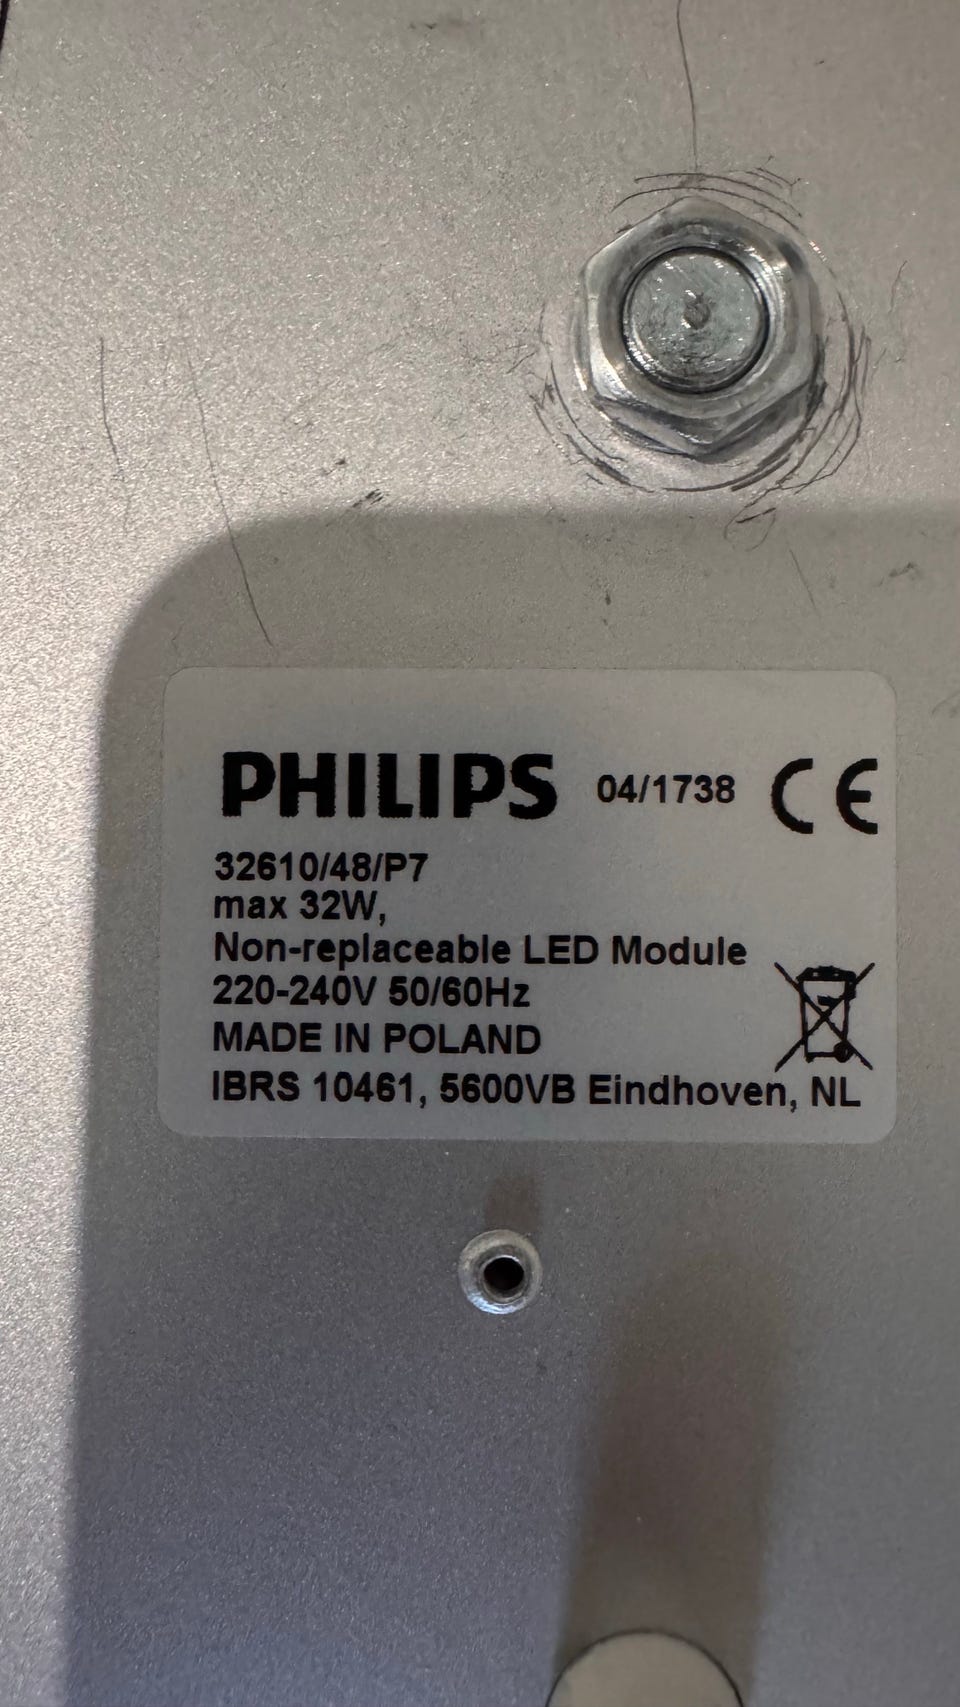 PHILIPS 04/1738 CE
32610/48/P7
max 32W,
Non-replaceable LED Module
220-240V 50/60Hz
MADE IN POLAND
IBRS 10461, 5600VB Eindhoven, NL